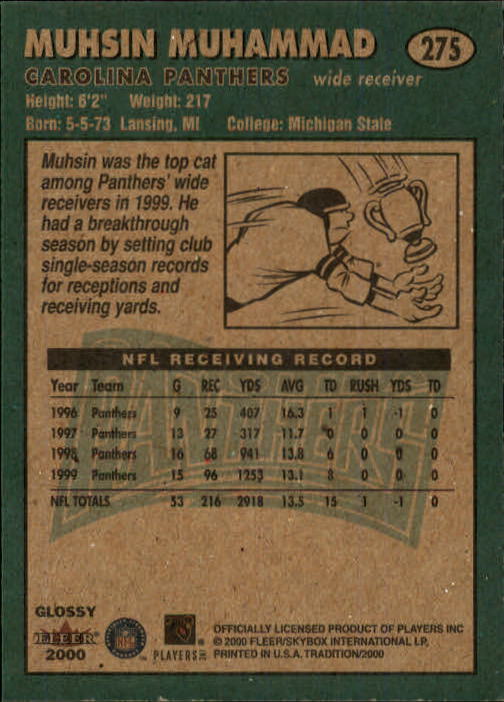 MUHSIN MUHAMMAD 275
CAROLINA PANTHERS wide receiver
Height: 6'2" Weight: 217
Born: 5-5-73 Lansing, MI College: Michigan State
Muhsin was the top cat
among Panthers' wide
receivers in 1999. He
had a breakthrough
season by setting club
single-season records
for receptions and
receiving yards.
NFL RECEIVING RECORD
Year Team G REC YDS AVG TD RUSH YDS TD
1996 Panthers 9 25 407 16.3 1 1 -1 0
1997 Panthers 13 27 317 11.7 0 0 0 0
1998 Panthers 16 68 941 13.8 6 0 0 0
1999 Panthers 15 96 1253 13.1 8 0 0 0
NFL TOTALS 53 216 2918 13.5 15 1 -1 0
PANTHERS
GLOSSY
FLEER
2000
NFL
PLAYERS INC
OFFICIALLY LICENSED PRODUCT OF PLAYERS INC
© 2000 FLEER/SKYBOX INTERNATIONAL LP,
PRINTED IN U.S.A. TRADITION/2000